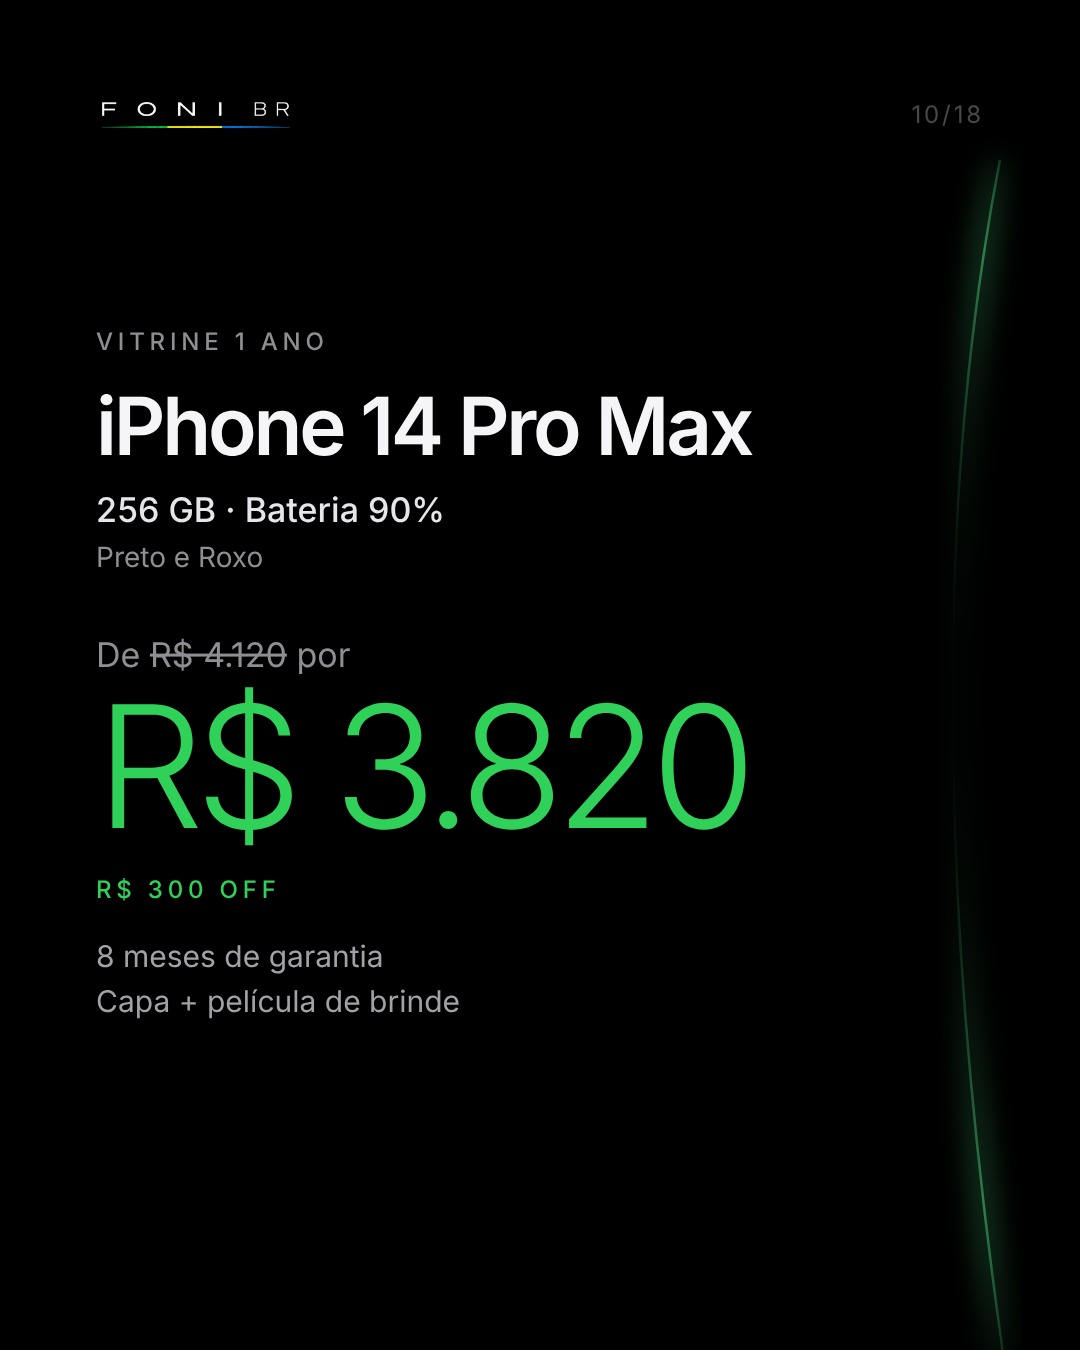 FONI BR
10/18
VITRINE 1 ANO
iPhone 14 Pro Max
256 GB · Bateria 90%
Preto e Roxo
De R$ 4.120 por
R$ 3.820
R$ 300 OFF
8 meses de garantia
Capa + película de brinde